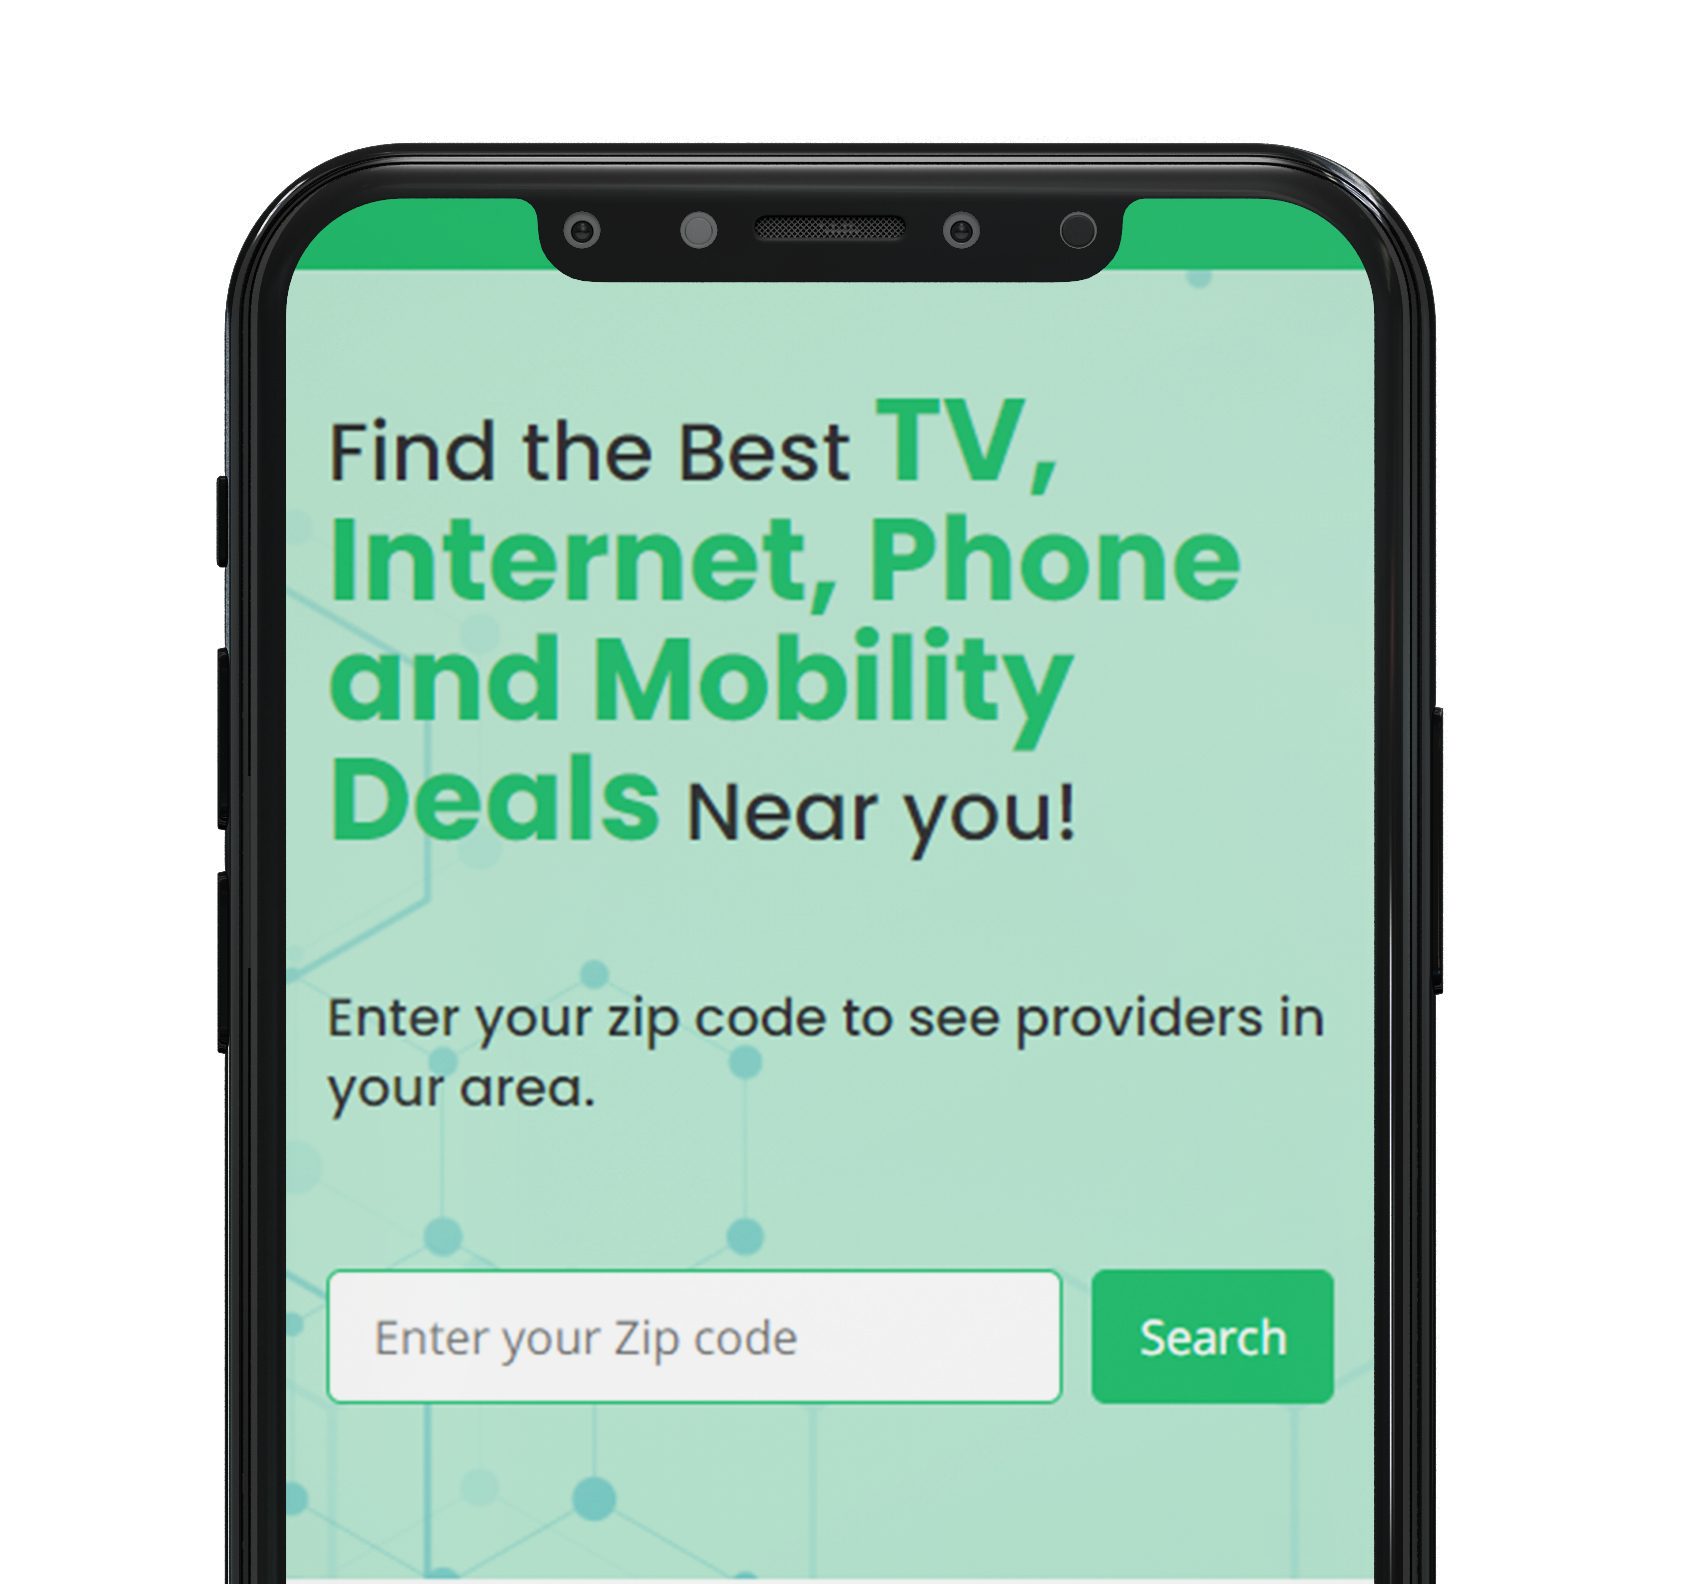 Find the Best TV,
Internet, Phone
and Mobility
Deals Near you!
Enter your zip code to see providers in
your area.
Enter your Zip code
Search